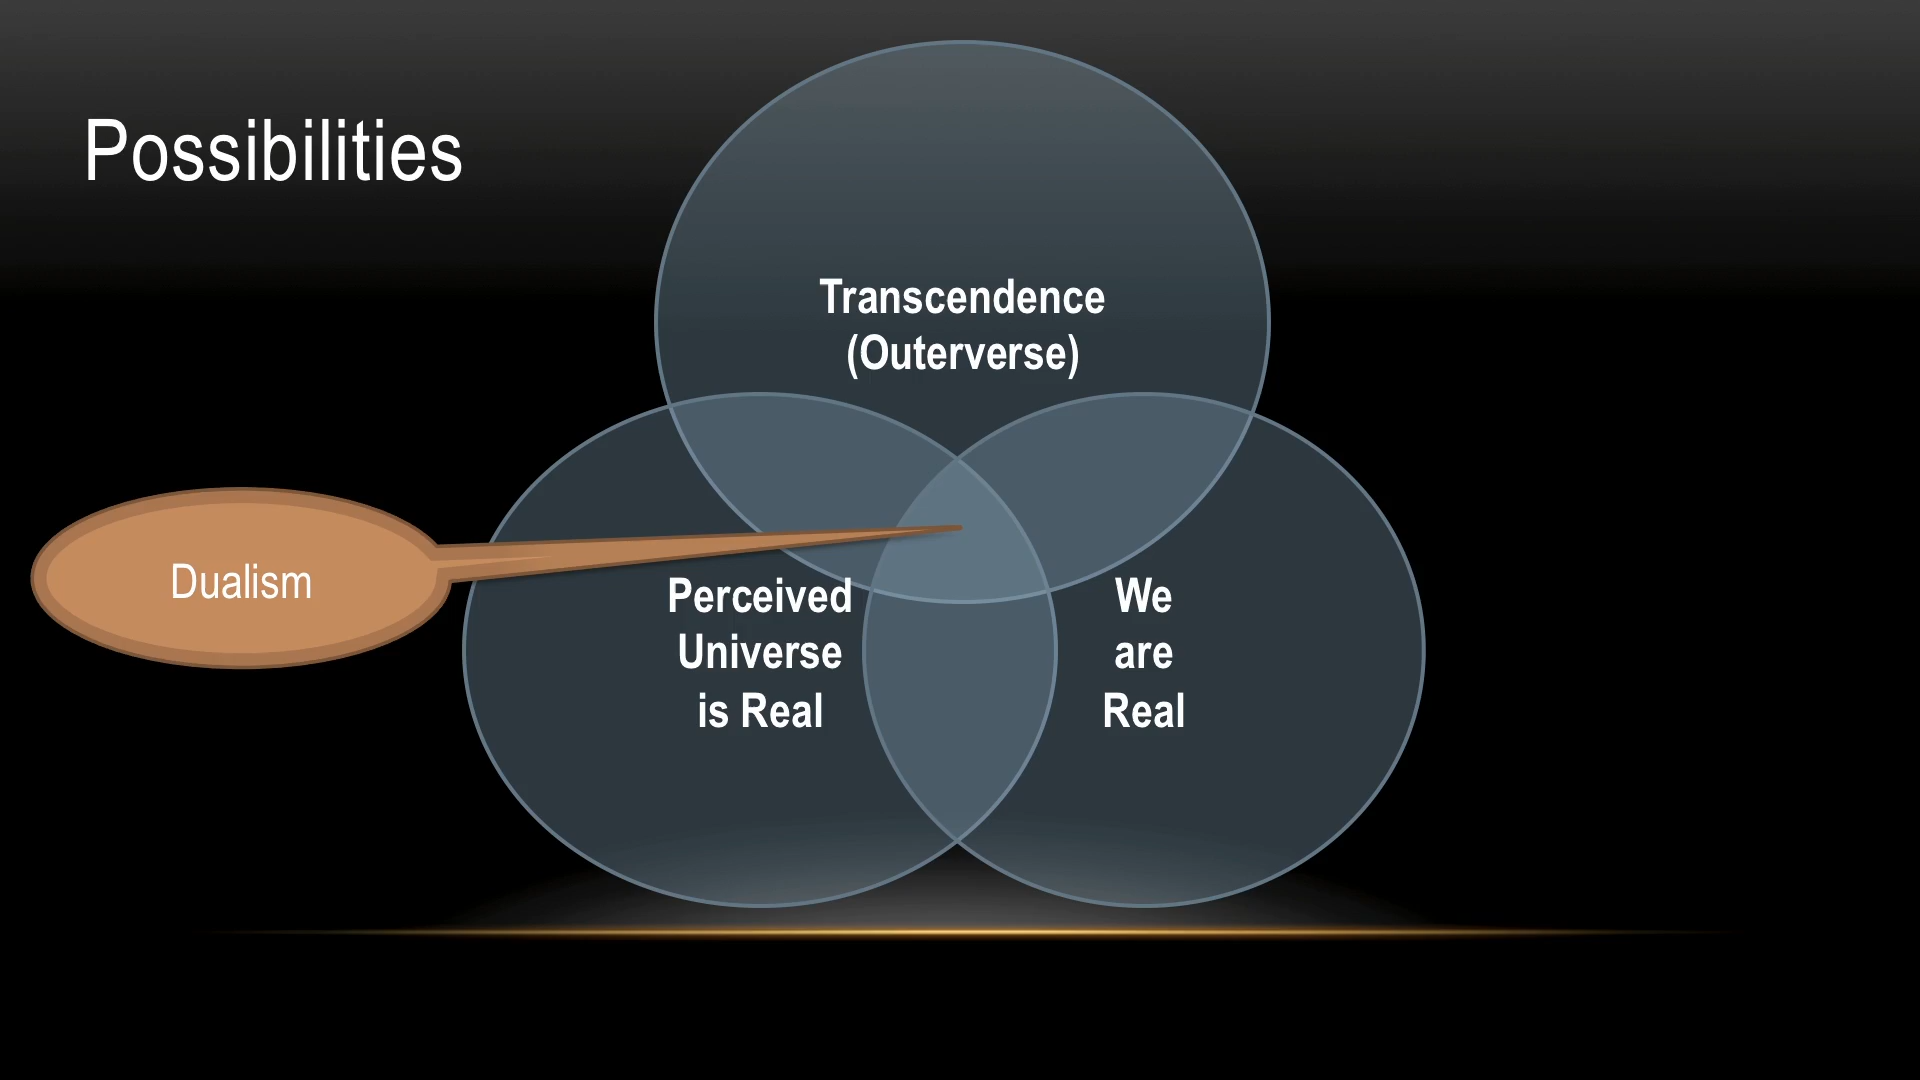 Possibilities
Transcendence
(Outerverse)
Dualism
Perceived
Universe
is Real
We
are
Real